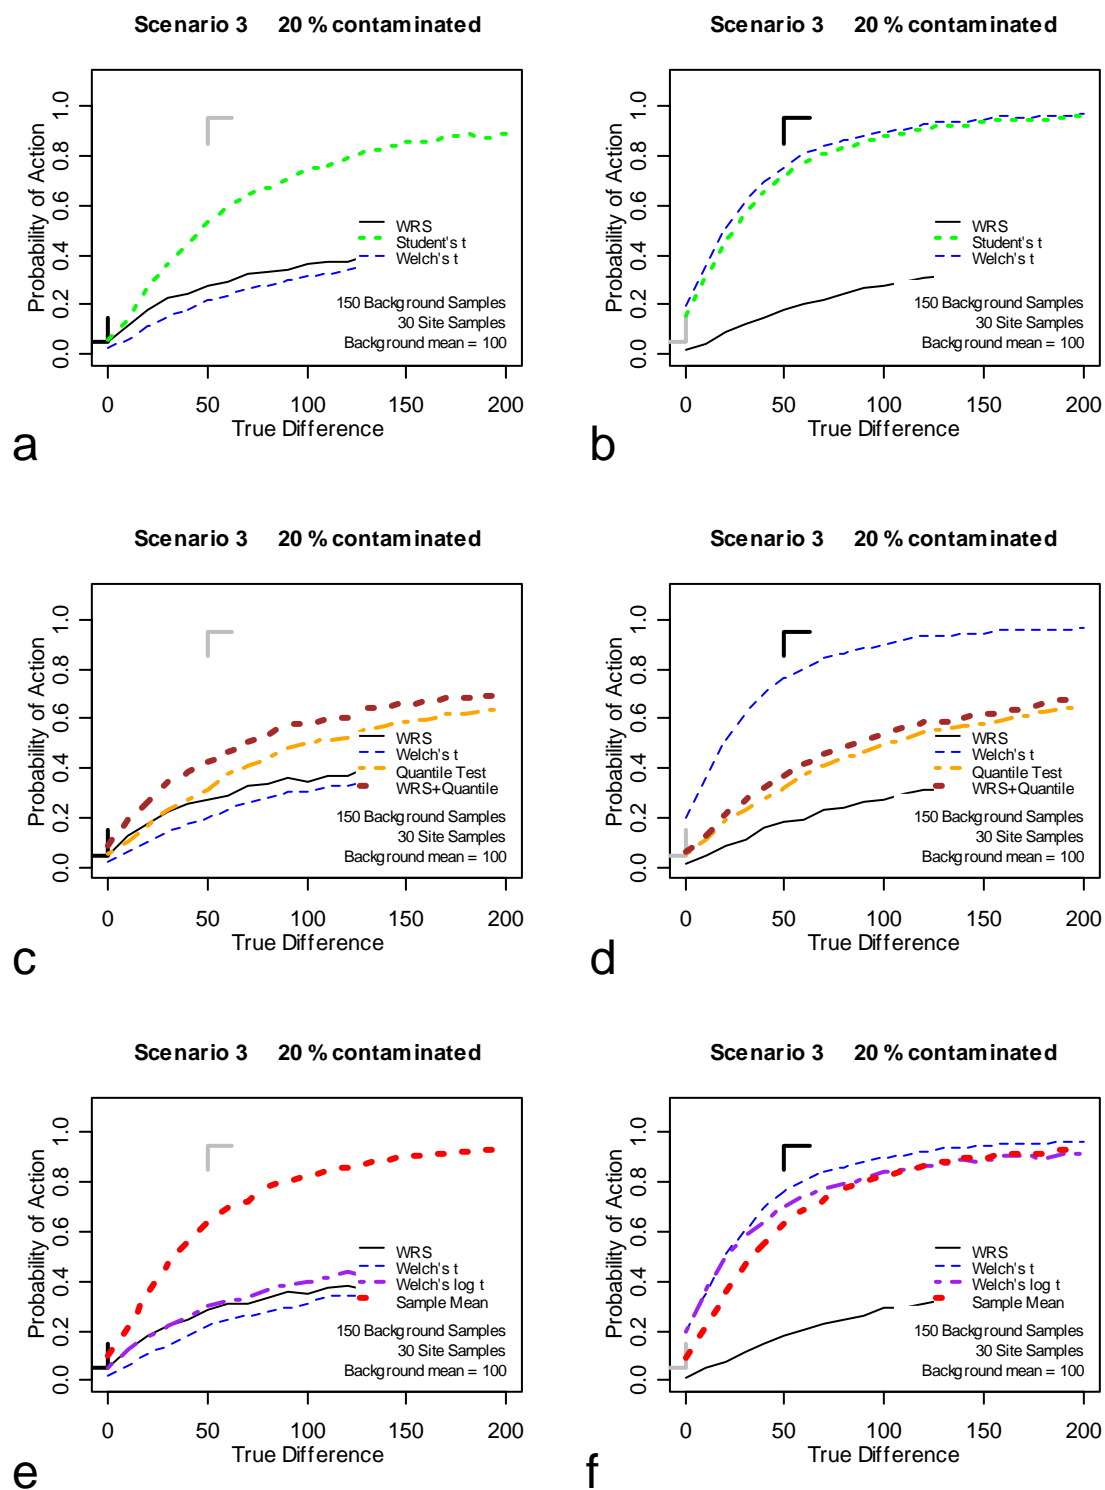 Scenario 3 20 % contaminated
Probability of Action
1.0
0.8
0.6
0.4
0.2
0.0
WRS
Student's t
Welch's t
150 Background Samples
30 Site Samples
Background mean = 100
0 50 100 150 200
True Difference
a
Scenario 3 20 % contaminated
Probability of Action
1.0
0.8
0.6
0.4
0.2
0.0
WRS
Student's t
Welch's t
150 Background Samples
30 Site Samples
Background mean = 100
0 50 100 150 200
True Difference
b
Scenario 3 20 % contaminated
Probability of Action
1.0
0.8
0.6
0.4
0.2
0.0
WRS
Welch's t
Quantile Test
WRS+Quantile
150 Background Samples
30 Site Samples
Background mean = 100
0 50 100 150 200
True Difference
c
Scenario 3 20 % contaminated
Probability of Action
1.0
0.8
0.6
0.4
0.2
0.0
WRS
Welch's t
Quantile Test
WRS+Quantile
150 Background Samples
30 Site Samples
Background mean = 100
0 50 100 150 200
True Difference
d
Scenario 3 20 % contaminated
Probability of Action
1.0
0.8
0.6
0.4
0.2
0.0
WRS
Welch's t
Welch's log t
Sample Mean
150 Background Samples
30 Site Samples
Background mean = 100
0 50 100 150 200
True Difference
e
Scenario 3 20 % contaminated
Probability of Action
1.0
0.8
0.6
0.4
0.2
0.0
WRS
Welch's t
Welch's log t
Sample Mean
150 Background Samples
30 Site Samples
Background mean = 100
0 50 100 150 200
True Difference
f